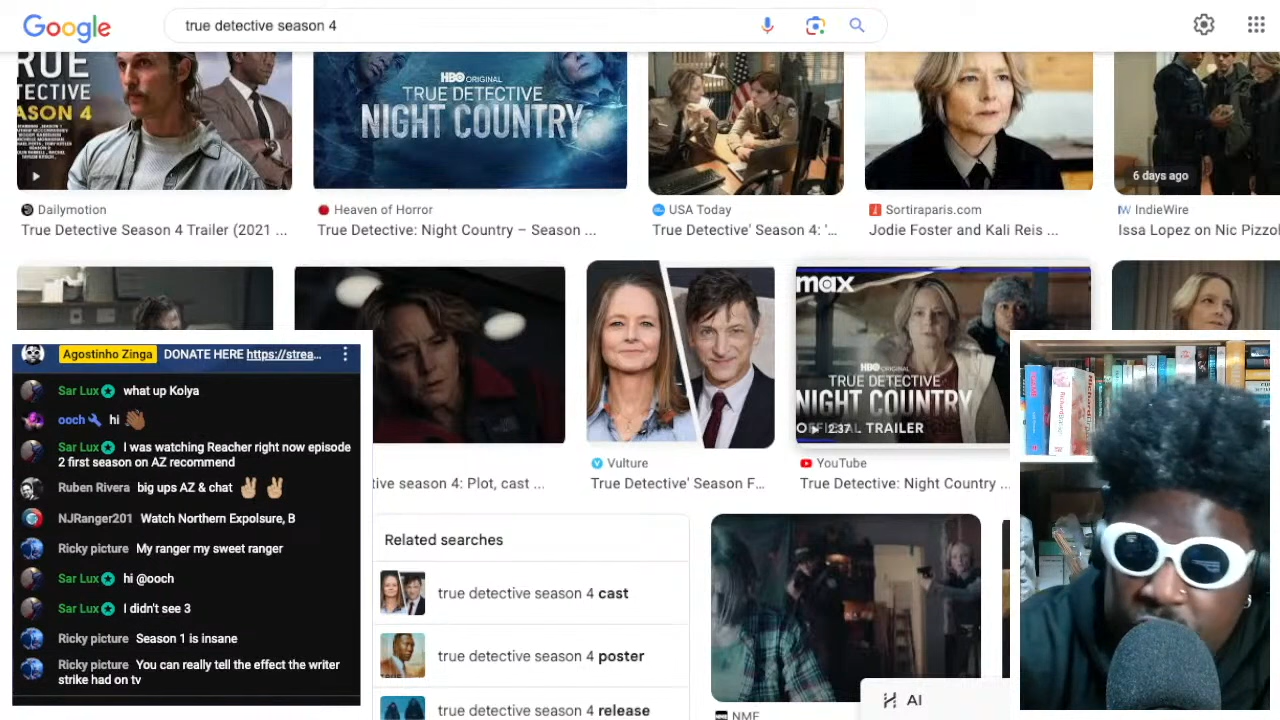 Google
true detective season 4
RUE
TECTIVE
ASON 4
HBO ORIGINAL
TRUE DETECTIVE
NIGHT COUNTRY
6 days ago
Dailymotion
Heaven of Horror
USA Today
Sortiraparis.com
IndieWire
True Detective Season 4 Trailer (2021 ...
True Detective: Night Country – Season ...
True Detective' Season 4: '...
Jodie Foster and Kali Reis ...
Issa Lopez on Nic Pizzol
max
HBO ORIGINAL
TRUE DETECTIVE
NIGHT COUNTRY
OFFICIAL TRAILER
2:37
Vulture
YouTube
tive season 4: Plot, cast ...
True Detective' Season F...
True Detective: Night Country ...
Agostinho Zinga DONATE HERE https://strea...
Sar Lux what up Kolya
ooch hi
Sar Lux I was watching Reacher right now episode
2 first season on AZ recommend
Ruben Rivera big ups AZ & chat
NJRanger201 Watch Northern Expolsure, B
Ricky picture My ranger my sweet ranger
Sar Lux hi @ooch
Sar Lux I didn't see 3
Ricky picture Season 1 is insane
Ricky picture You can really tell the effect the writer
strike had on tv
Related searches
true detective season 4 cast
true detective season 4 poster
true detective season 4 release
NME
AI